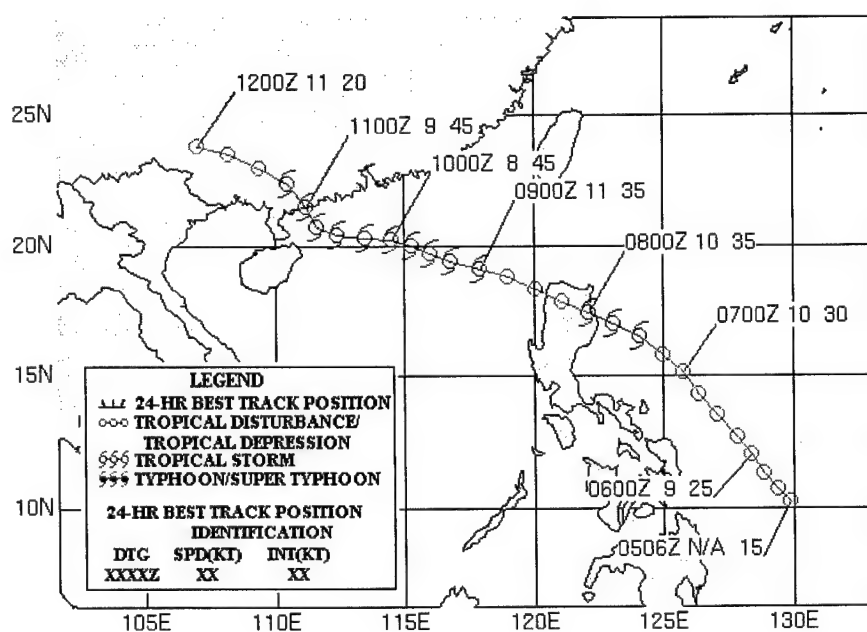 1200Z 11 20
25N
1100Z 9 45
1000Z 8 45
0900Z 11 35
20N
0800Z 10 35
0700Z 10 30
15N
LEGEND
24-HR BEST TRACK POSITION
TROPICAL DISTURBANCE/
TROPICAL DEPRESSION
TROPICAL STORM
TYPHOON/SUPER TYPHOON
24-HR BEST TRACK POSITION
IDENTIFICATION
DTG SPD(KT) INT(KT)
XXXXZ XX XX
0600Z 9 25
10N
0506Z N/A 15
105E 110E 115E 120E 125E 130E